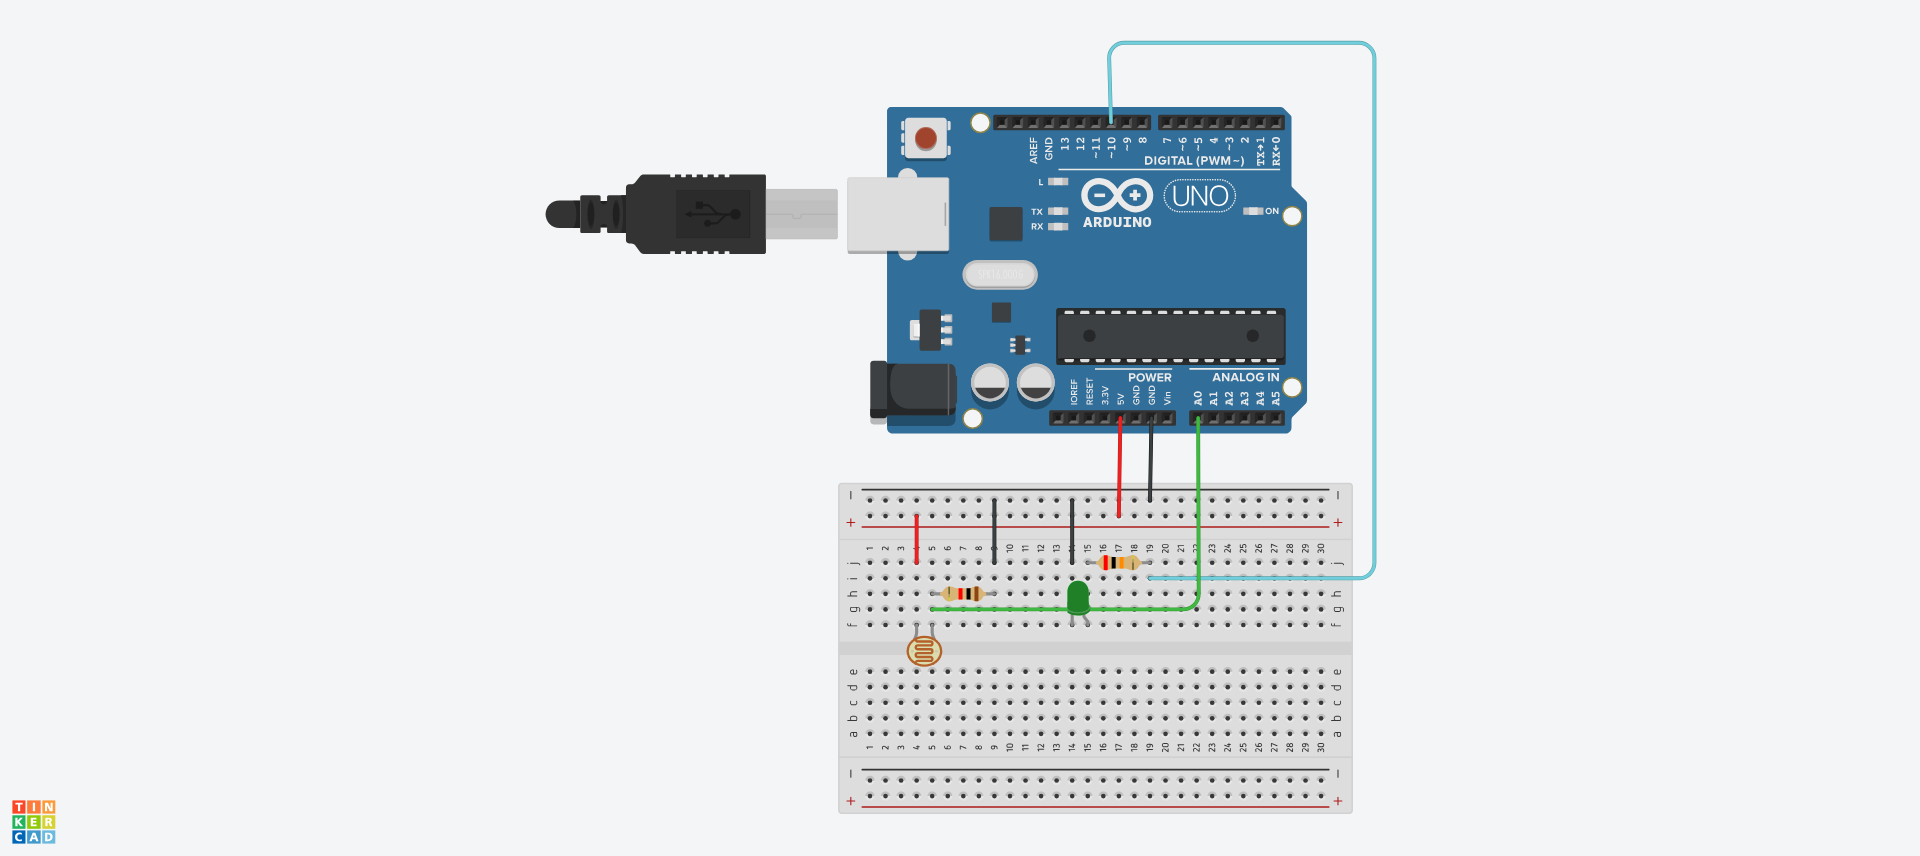 AREF
GND
13
12
~11
~10
~9
8
7
~6
~5
4
~3
2
TX→1
RX←0
DIGITAL (PWM~)
L
TX
RX
ARDUINO
UNO
ON
POWER
ANALOG IN
IOREF
RESET
3.3V
5V
GND
GND
Vin
A0
A1
A2
A3
A4
A5
− −
+ +
1 2 3 4 5 6 7 8 9 10 11 12 13 14 15 16 17 18 19 20 21 22 23 24 25 26 27 28 29 30
j j
i i
h h
g g
f f
e e
d d
c c
b b
a a
1 2 3 4 5 6 7 8 9 10 11 12 13 14 15 16 17 18 19 20 21 22 23 24 25 26 27 28 29 30
− −
+ +
TIN
KER
CAD